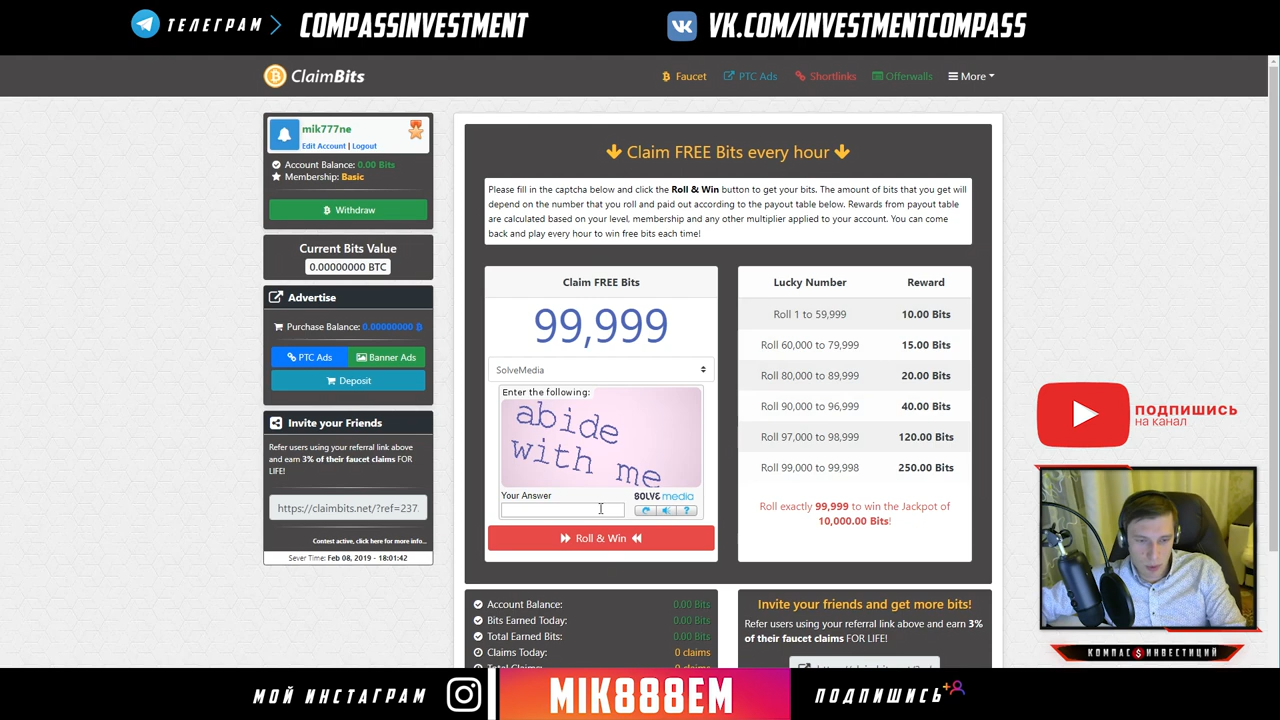 ТЕЛЕГРАМ COMPASSINVESTMENT
VK.COM/INVESTMENTCOMPASS
ClaimBits
Faucet PTC Ads Shortlinks Offerwalls More
mik777ne
Edit Account | Logout
Account Balance: 0.00 Bits
Membership: Basic
Withdraw
Current Bits Value
0.00000000 BTC
Advertise
Purchase Balance: 0.00000000 ฿
PTC Ads Banner Ads
Deposit
Invite your Friends
Refer users using your referral link above
and earn 3% of their faucet claims FOR
LIFE!
https://claimbits.net/?ref=237
Contest active, click here for more info...
Sever Time: Feb 08, 2019 - 18:01:42
Claim FREE Bits every hour
Please fill in the captcha below and click the Roll & Win button to get your bits. The amount of bits that you get will
depend on the number that you roll and paid out according to the payout table below. Rewards from payout table
are calculated based on your level, membership and any other multiplier applied to your account. You can come
back and play every hour to win free bits each time!
Claim FREE Bits
99,999
SolveMedia
Enter the following:
abide
with me
Your Answer
SOLVE media
Roll & Win
Lucky Number Reward
Roll 1 to 59,999 10.00 Bits
Roll 60,000 to 79,999 15.00 Bits
Roll 80,000 to 89,999 20.00 Bits
Roll 90,000 to 96,999 40.00 Bits
Roll 97,000 to 98,999 120.00 Bits
Roll 99,000 to 99,998 250.00 Bits
Roll exactly 99,999 to win the Jackpot of
10,000.00 Bits!
Account Balance: 0.00 Bits
Bits Earned Today: 0.00 Bits
Total Earned Bits: 0.00 Bits
Claims Today: 0 claims
Total Claims: 0 claims
Invite your friends and get more bits!
Refer users using your referral link above and earn 3%
of their faucet claims FOR LIFE!
ПОДПИШИСЬ
НА КАНАЛ
КОМПАС $ ИНВЕСТИЦИЙ
МОЙ ИНСТАГРАМ MIK888EM ПОДПИШИСЬ